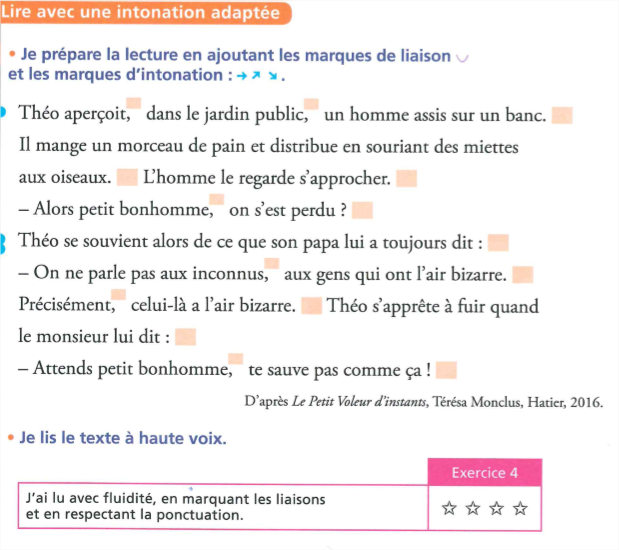 Lire avec une intonation adaptée
• Je prépare la lecture en ajoutant les marques de liaison ◡
et les marques d'intonation : → ↗ ↘ .
Théo aperçoit, dans le jardin public, un homme assis sur un banc.
Il mange un morceau de pain et distribue en souriant des miettes
aux oiseaux. L'homme le regarde s'approcher.
– Alors petit bonhomme, on s'est perdu ?
Théo se souvient alors de ce que son papa lui a toujours dit :
– On ne parle pas aux inconnus, aux gens qui ont l'air bizarre.
Précisément, celui-là a l'air bizarre. Théo s'apprête à fuir quand
le monsieur lui dit :
– Attends petit bonhomme, te sauve pas comme ça !
D'après Le Petit Voleur d'instants, Térésa Monclus, Hatier, 2016.
• Je lis le texte à haute voix.
Exercice 4
J'ai lu avec fluidité, en marquant les liaisons
et en respectant la ponctuation.
☆ ☆ ☆ ☆